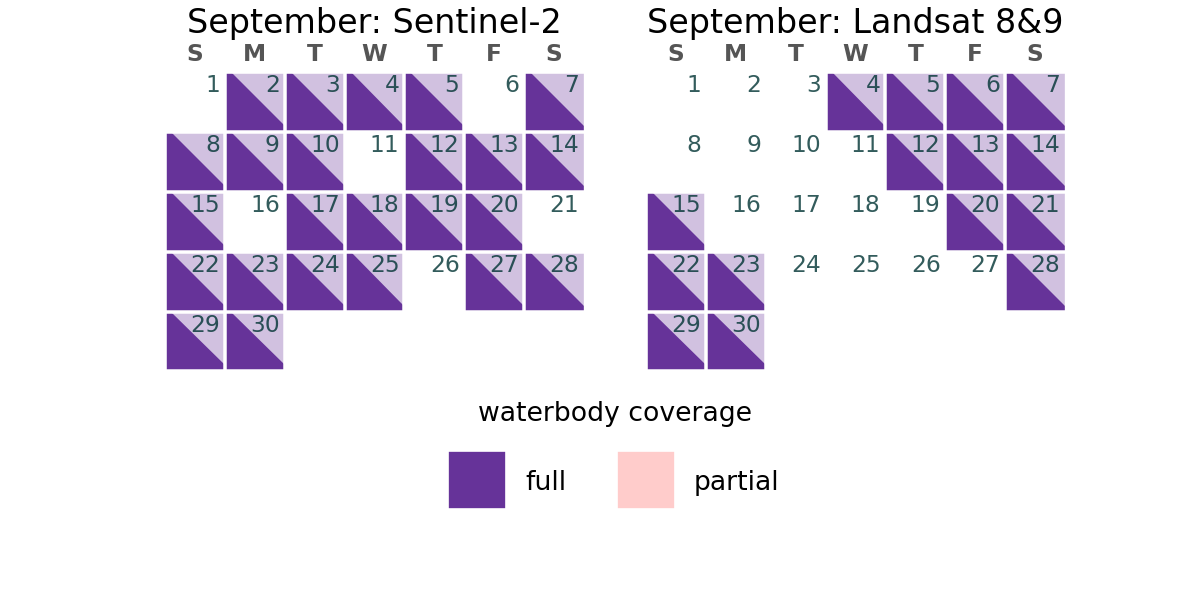 September: Sentinel-2
S M T W T F S
1 2 3 4 5 6 7
8 9 10 11 12 13 14
15 16 17 18 19 20 21
22 23 24 25 26 27 28
29 30
September: Landsat 8&9
S M T W T F S
1 2 3 4 5 6 7
8 9 10 11 12 13 14
15 16 17 18 19 20 21
22 23 24 25 26 27 28
29 30
waterbody coverage
full partial